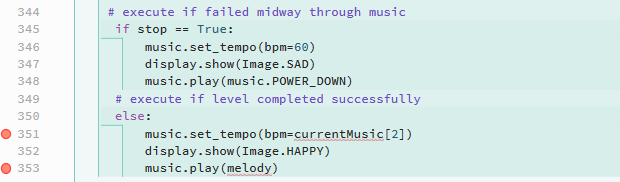 344 # execute if failed midway through music
345 if stop == True:
346 music.set_tempo(bpm=60)
347 display.show(Image.SAD)
348 music.play(music.POWER_DOWN)
349 # execute if level completed successfully
350 else:
351 music.set_tempo(bpm=currentMusic[2])
352 display.show(Image.HAPPY)
353 music.play(melody)